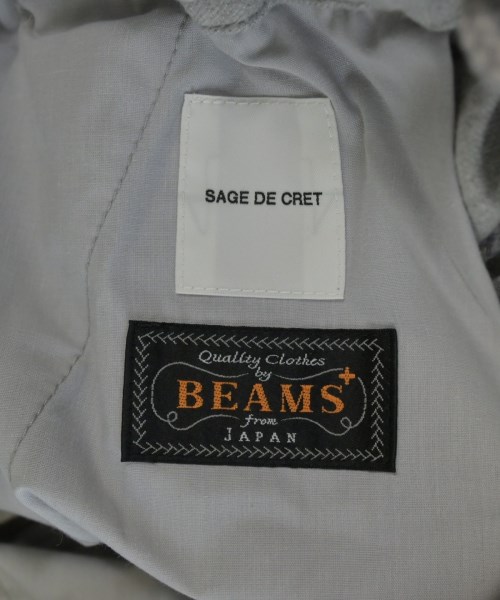 SAGE DE CRET
Quality Clothes
by
BEAMS+
from
JAPAN